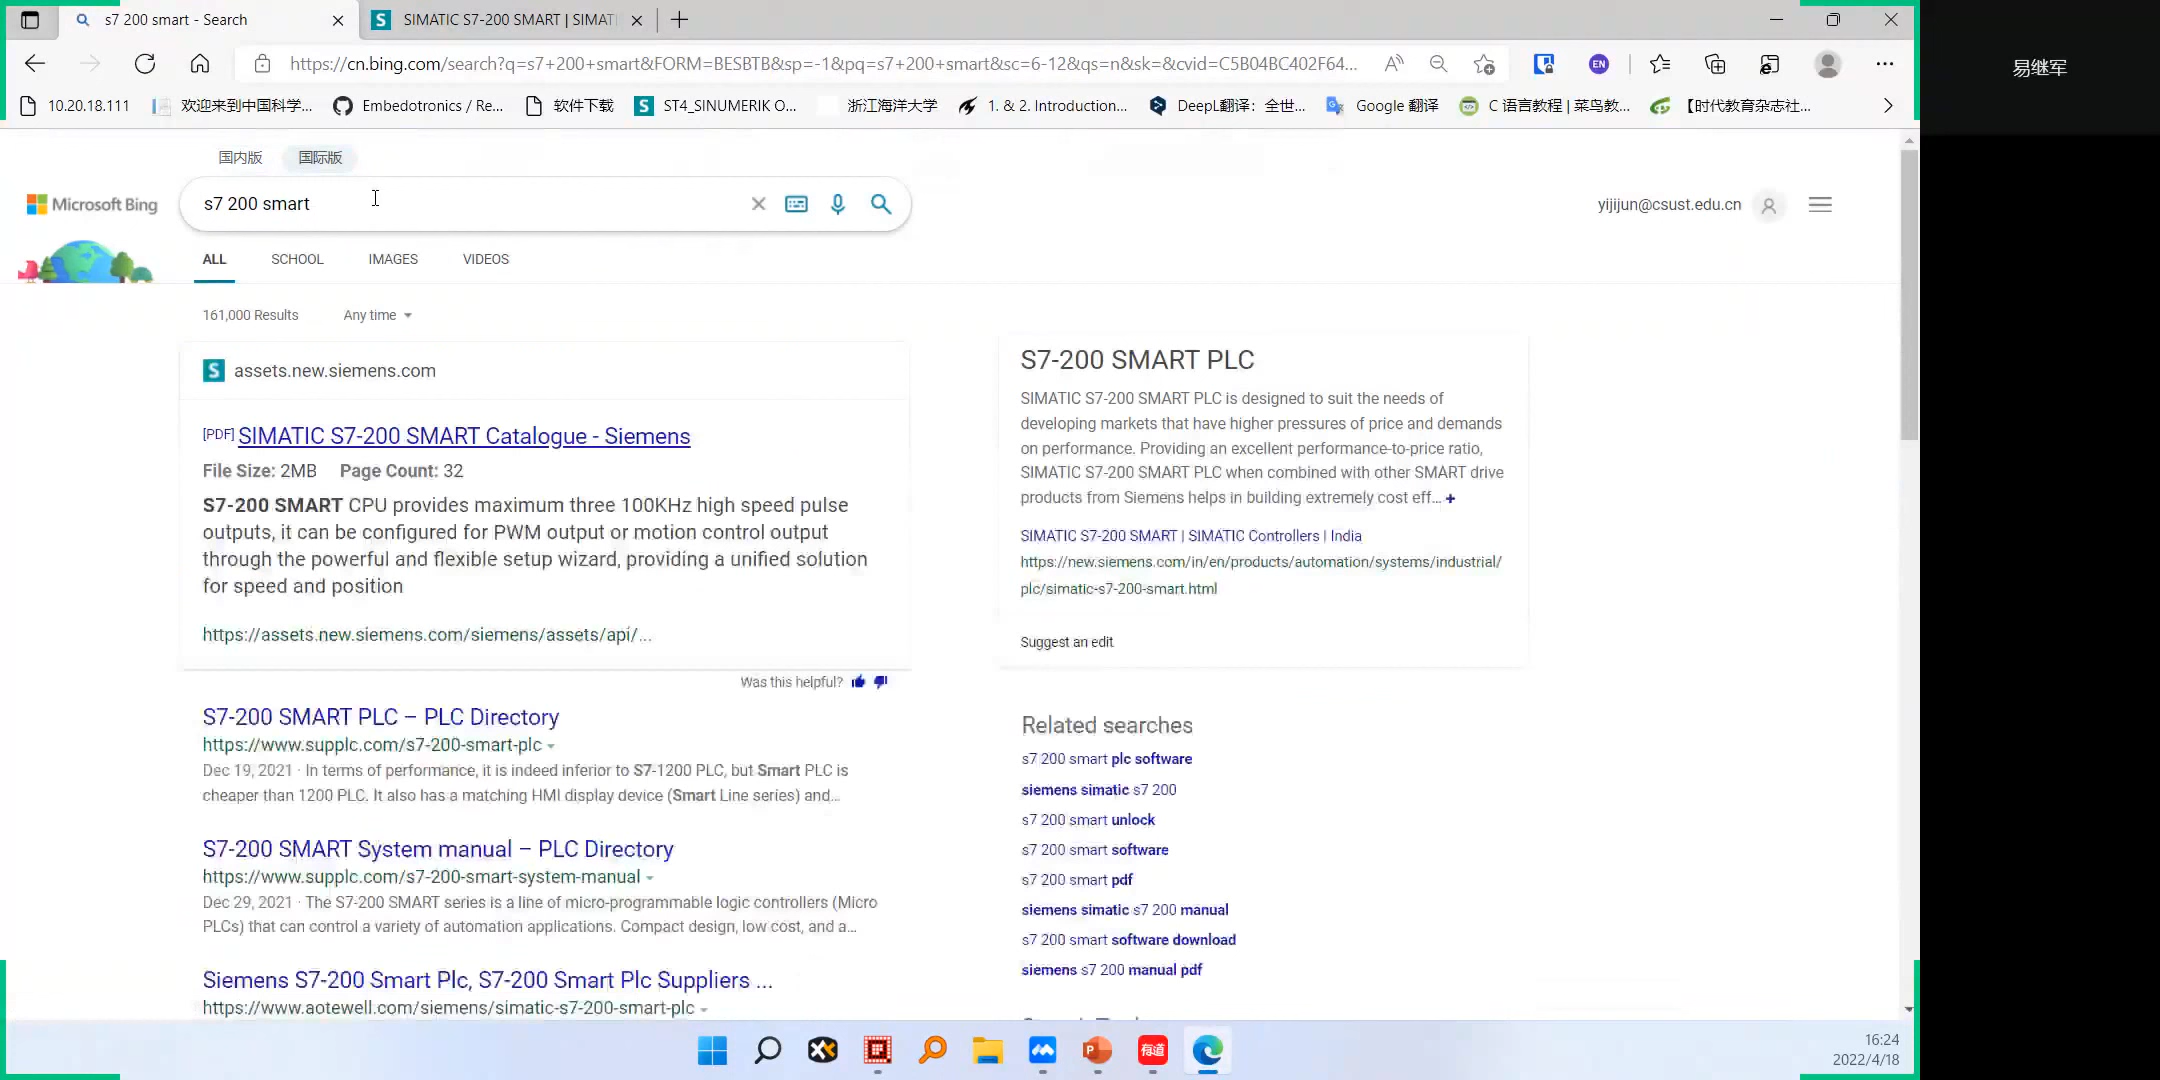 s7 200 smart - Search
SIMATIC S7-200 SMART | SIMAT
易继军
https://cn.bing.com/search?q=s7+200+smart&FORM=BESBTB&sp=-1&pq=s7+200+smart&sc=6-12&qs=n&sk=&cvid=C5B04BC402F64...
EN
10.20.18.111
欢迎来到中国科学...
Embedotronics / Re...
软件下载
ST4_SINUMERIK O...
浙江海洋大学
1. & 2. Introduction...
DeepL翻译：全世...
Google 翻译
C 语言教程 | 菜鸟教...
【时代教育杂志社...
国内版
国际版
Microsoft Bing
s7 200 smart
yijijun@csust.edu.cn
ALL
SCHOOL
IMAGES
VIDEOS
161,000 Results
Any time
assets.new.siemens.com
[PDF] SIMATIC S7-200 SMART Catalogue - Siemens
File Size: 2MB Page Count: 32
S7-200 SMART CPU provides maximum three 100KHz high speed pulse
outputs, it can be configured for PWM output or motion control output
through the powerful and flexible setup wizard, providing a unified solution
for speed and position
https://assets.new.siemens.com/siemens/assets/api/...
Was this helpful?
S7-200 SMART PLC – PLC Directory
https://www.supplc.com/s7-200-smart-plc
Dec 19, 2021 · In terms of performance, it is indeed inferior to S7-1200 PLC, but Smart PLC is
cheaper than 1200 PLC. It also has a matching HMI display device (Smart Line series) and...
S7-200 SMART System manual – PLC Directory
https://www.supplc.com/s7-200-smart-system-manual
Dec 29, 2021 · The S7-200 SMART series is a line of micro-programmable logic controllers (Micro
PLCs) that can control a variety of automation applications. Compact design, low cost, and a...
Siemens S7-200 Smart Plc, S7-200 Smart Plc Suppliers ...
https://www.aotewell.com/siemens/simatic-s7-200-smart-plc
S7-200 SMART PLC
SIMATIC S7-200 SMART PLC is designed to suit the needs of
developing markets that have higher pressures of price and demands
on performance. Providing an excellent performance-to-price ratio,
SIMATIC S7-200 SMART PLC when combined with other SMART drive
products from Siemens helps in building extremely cost eff... +
SIMATIC S7-200 SMART | SIMATIC Controllers | India
https://new.siemens.com/in/en/products/automation/systems/industrial/
plc/simatic-s7-200-smart.html
Suggest an edit
Related searches
s7 200 smart plc software
siemens simatic s7 200
s7 200 smart unlock
s7 200 smart software
s7 200 smart pdf
siemens simatic s7 200 manual
s7 200 smart software download
siemens s7 200 manual pdf
有道
16:24
2022/4/18